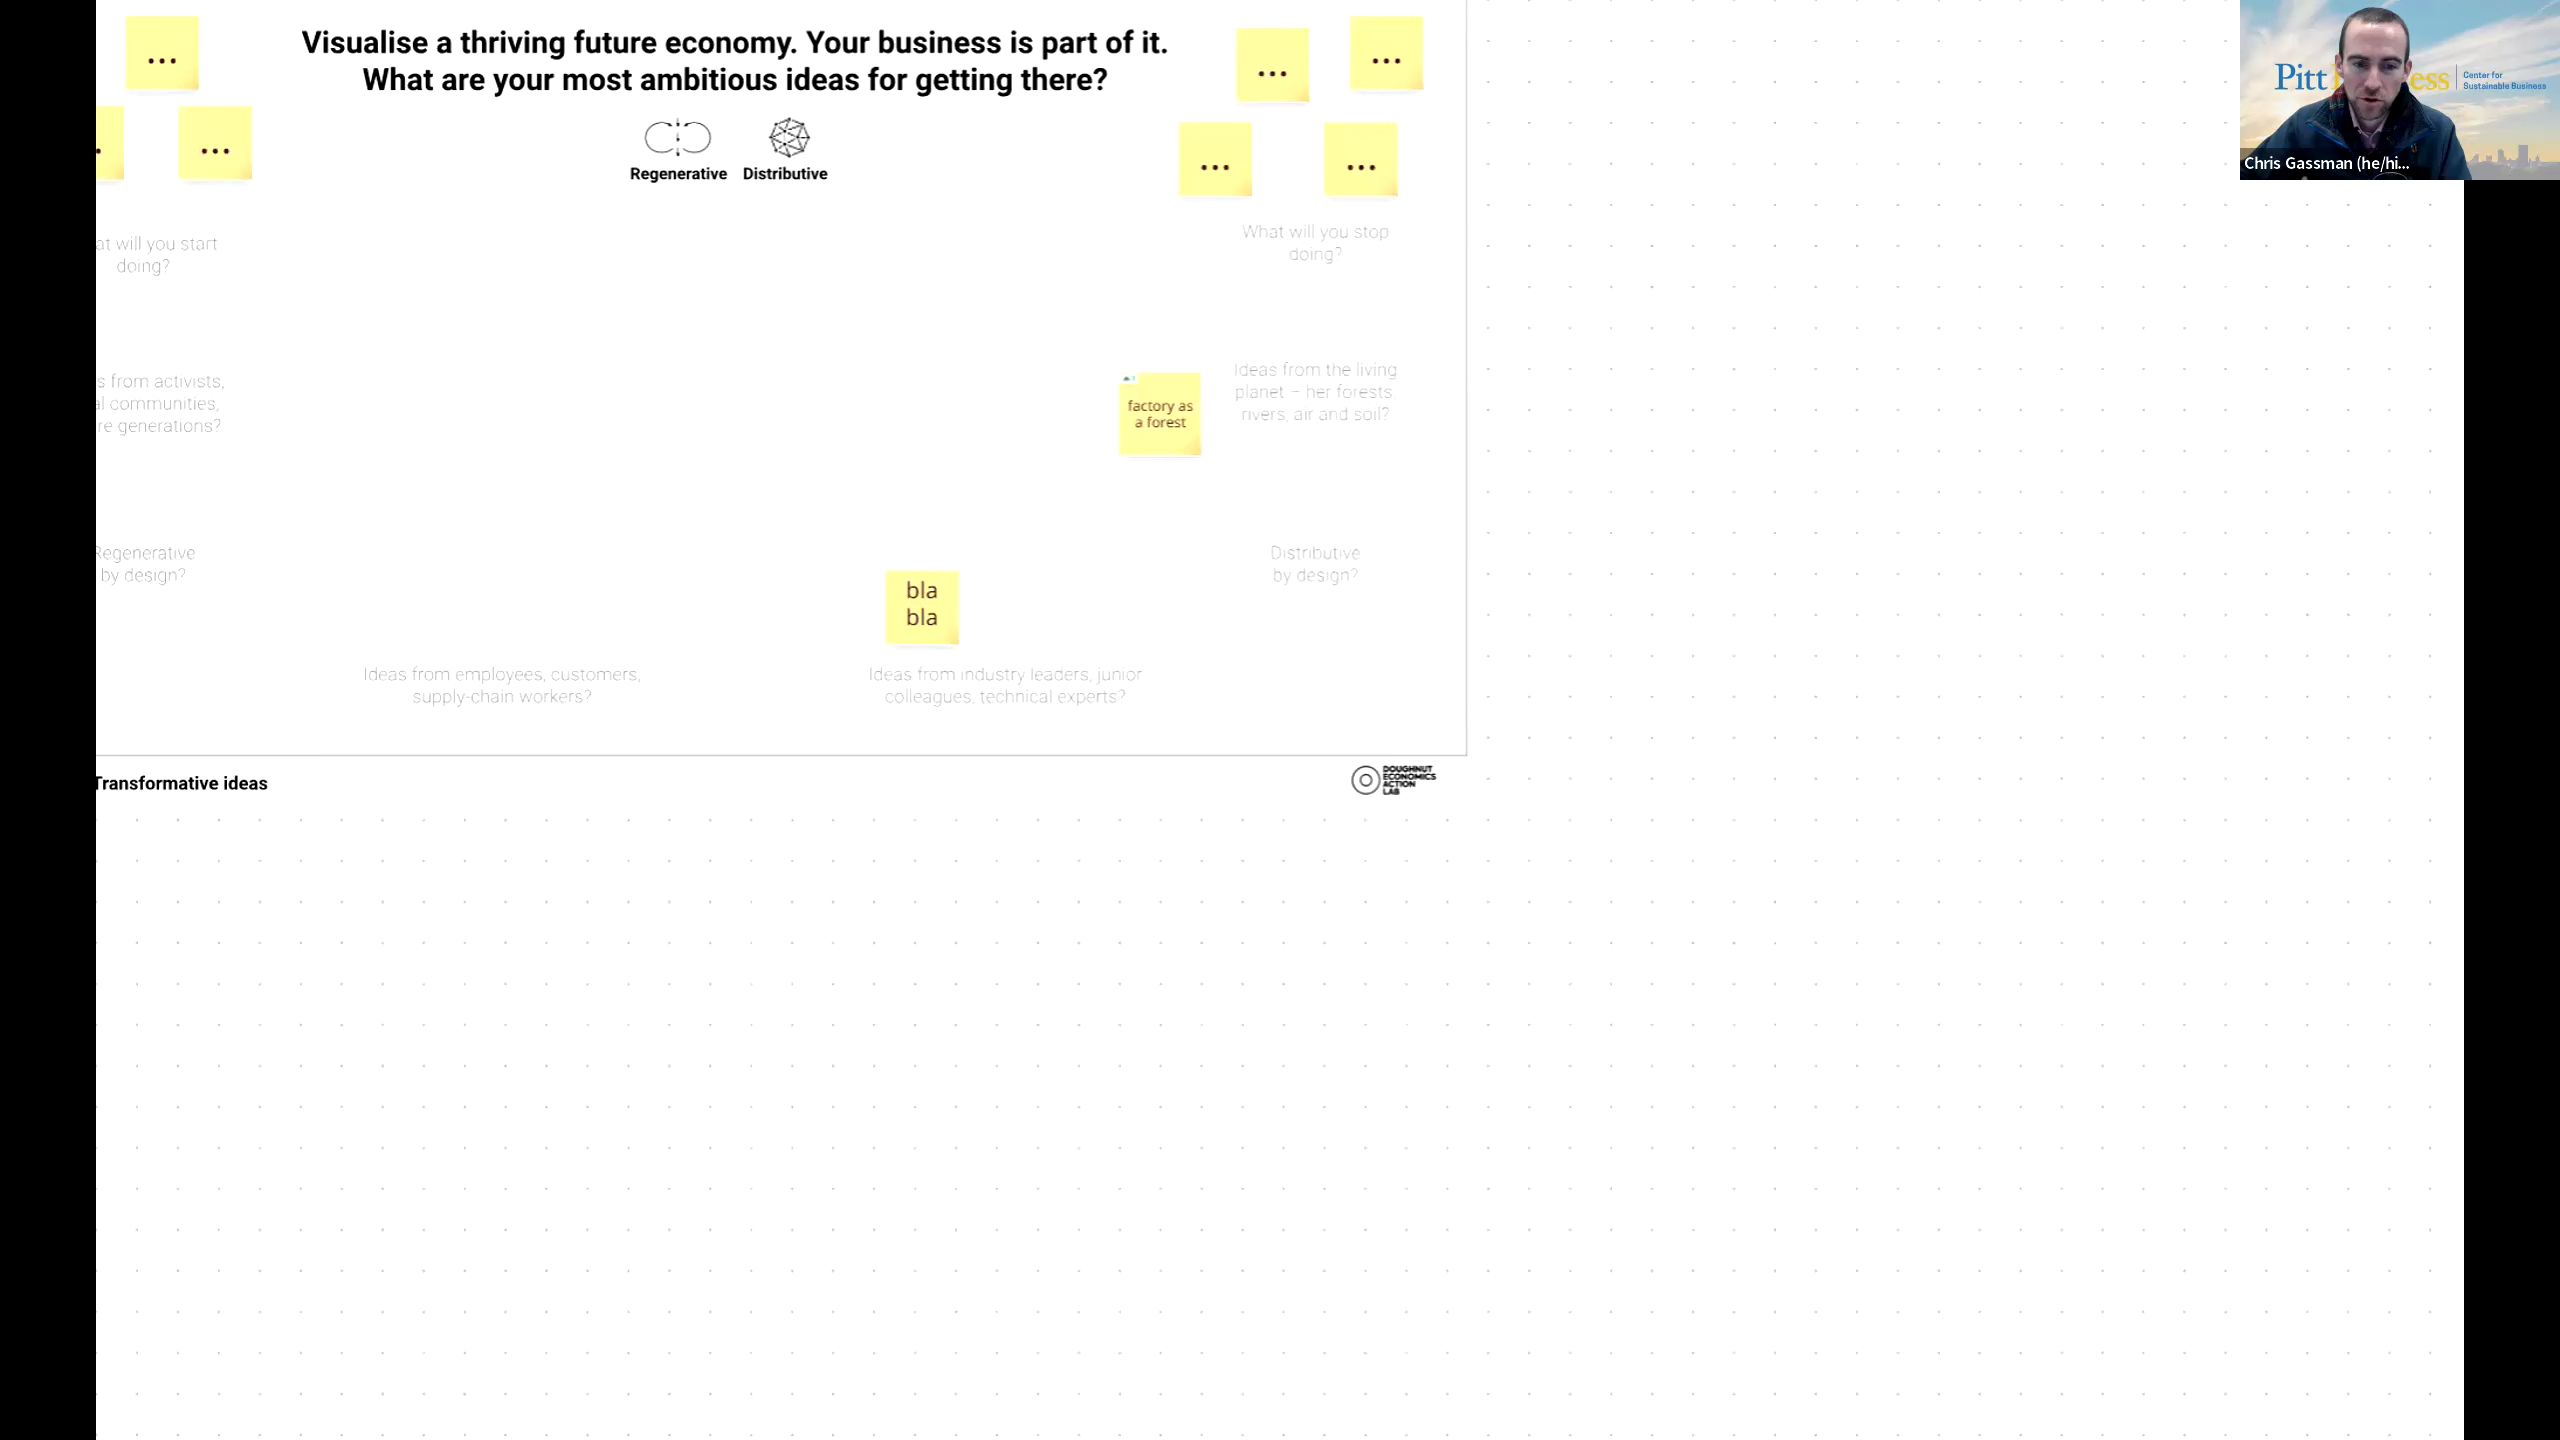 Visualise a thriving future economy. Your business is part of it.
What are your most ambitious ideas for getting there?
...
...
...
...
...
...
Regenerative
Distributive
at will you start
doing?
What will you stop
doing?
s from activists,
al communities,
re generations?
factory as
a forest
Ideas from the living
planet – her forests,
rivers, air and soil?
Regenerative
by design?
bla
bla
Distributive
by design?
Ideas from employees, customers,
supply-chain workers?
Ideas from industry leaders, junior
colleagues, technical experts?
Transformative ideas
DOUGHNUT
ECONOMICS
ACTION
LAB
Pitt ess
Center for
Sustainable Business
Chris Gassman (he/hi...